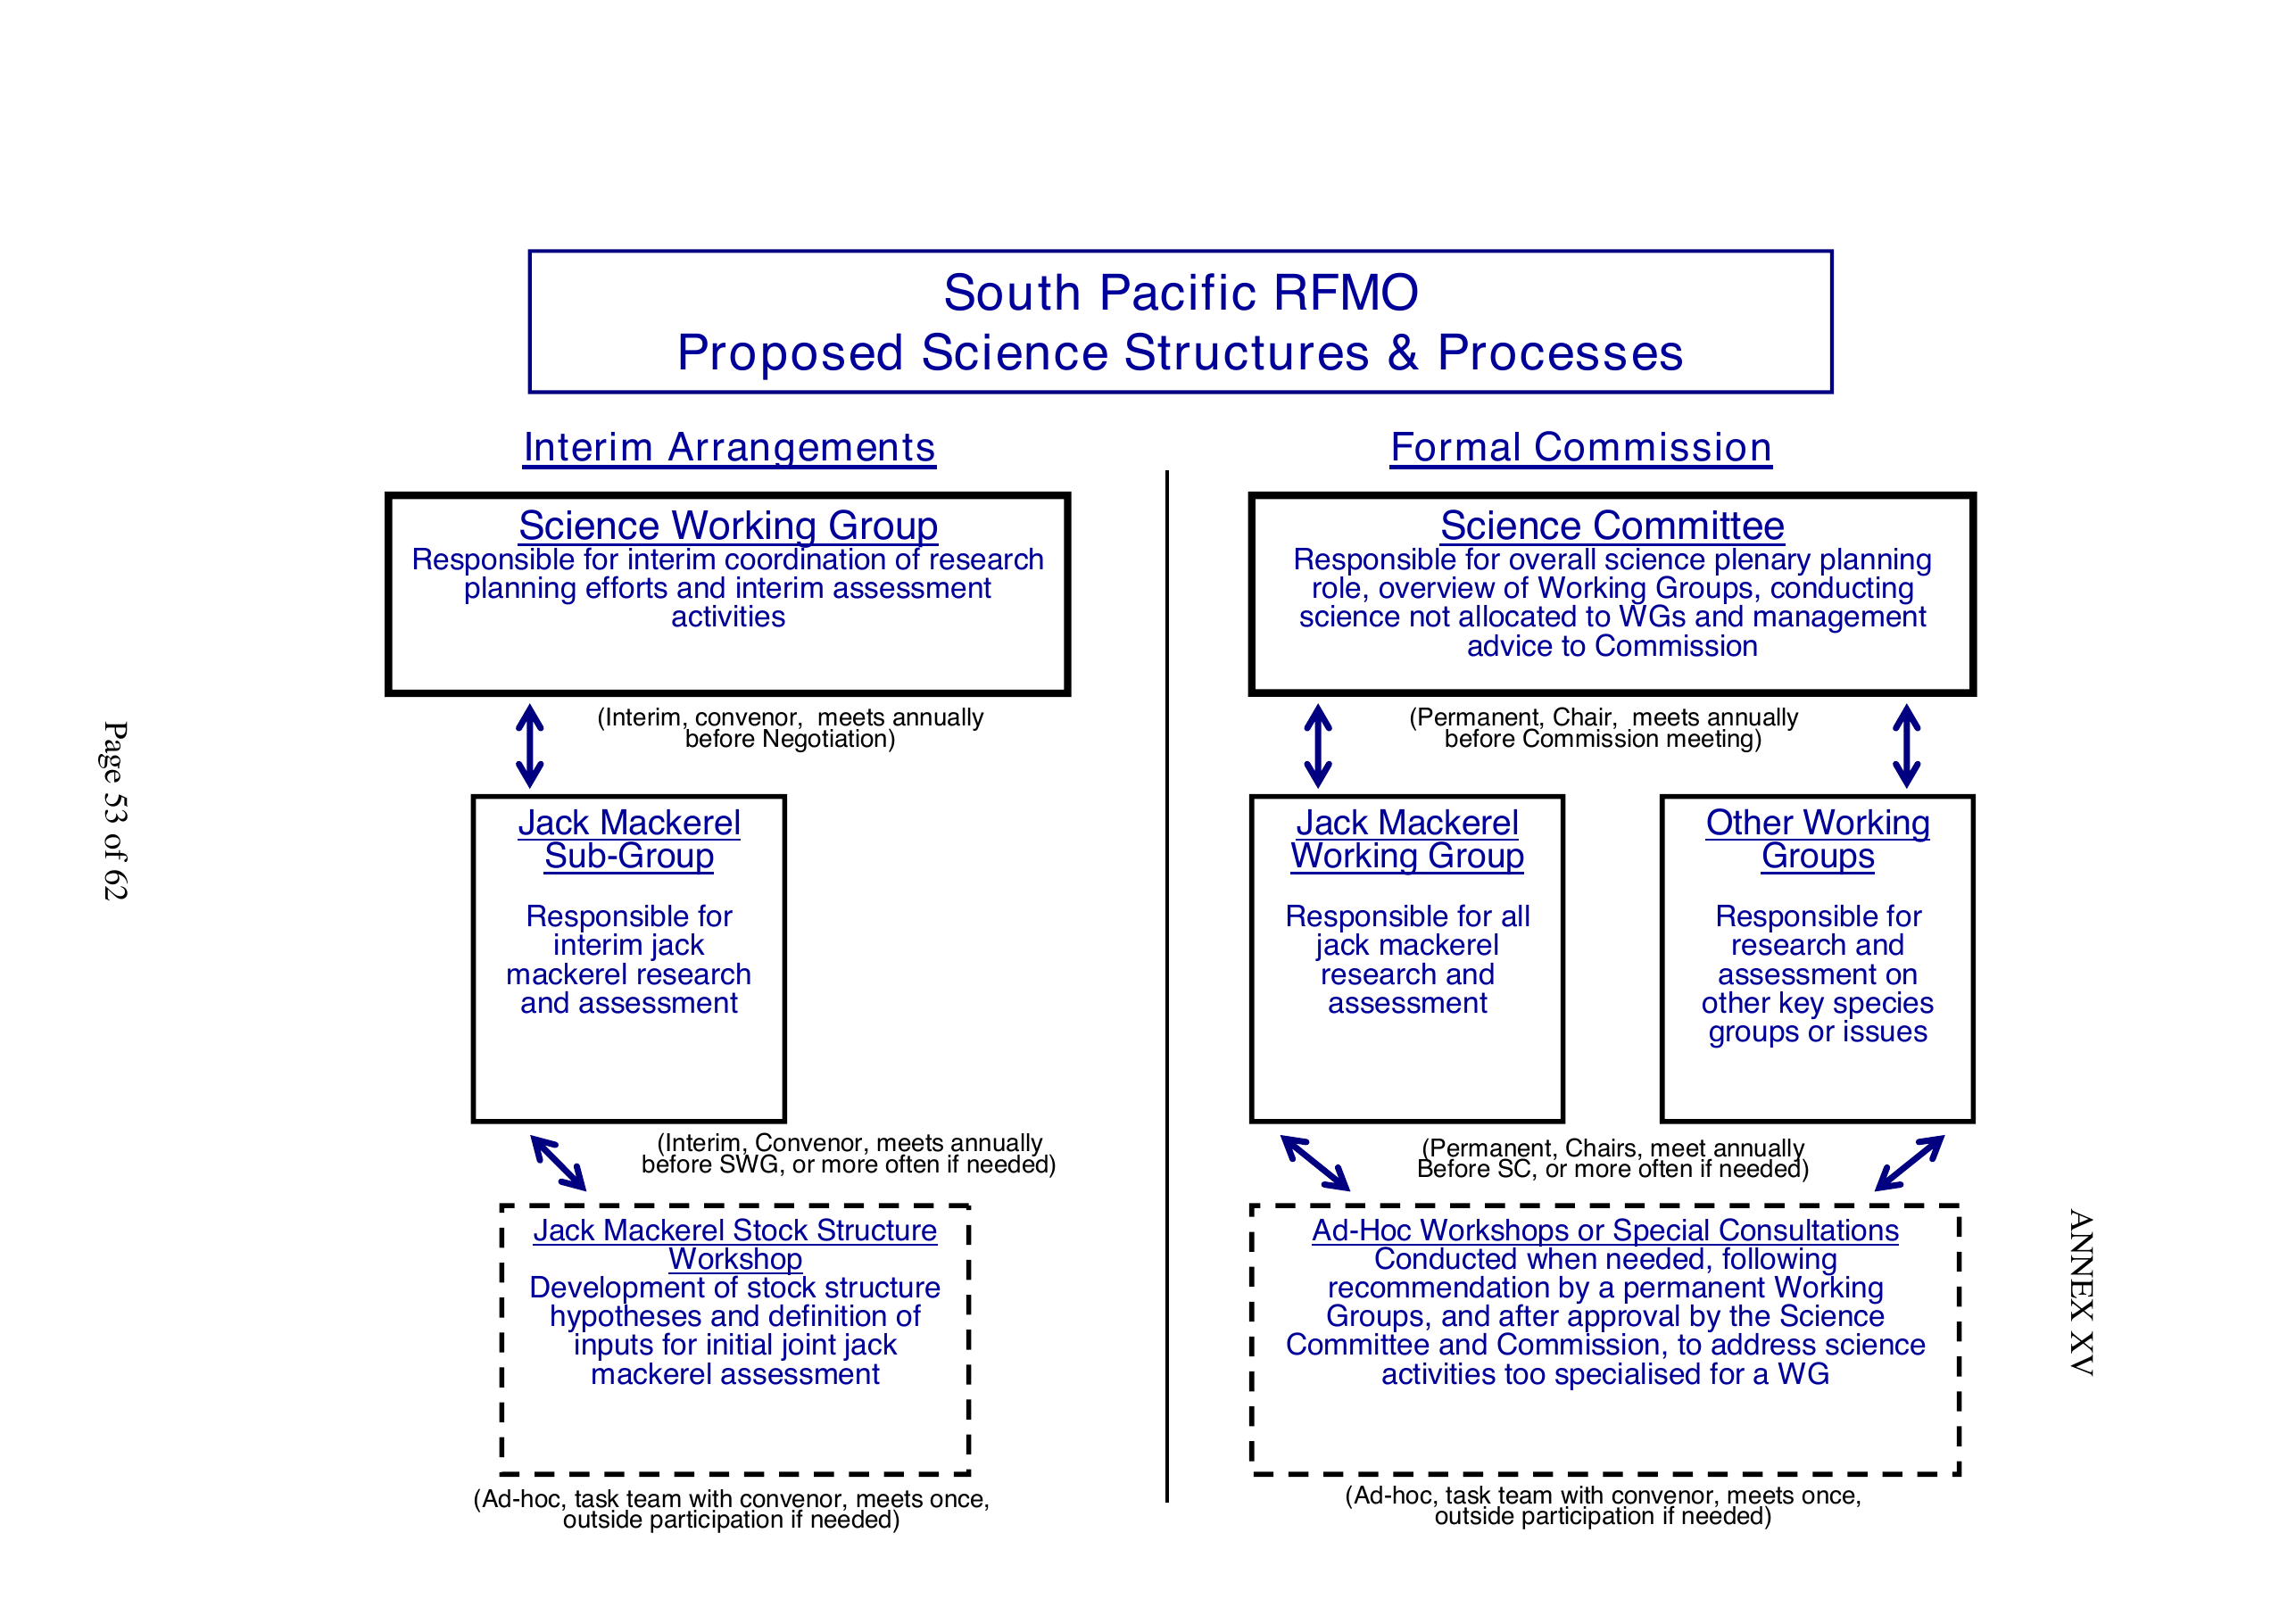 South Pacific RFMO
Proposed Science Structures & Processes
Interim Arrangements
Science Working Group
Responsible for interim coordination of research
planning efforts and interim assessment
activities
(Interim, convenor,  meets annually
before Negotiation)
Jack Mackerel
Sub-Group
Responsible for
interim jack
mackerel research
and assessment
(Interim, Convenor, meets annually
before SWG, or more often if needed)
Jack Mackerel Stock Structure
Workshop
Development of stock structure
hypotheses and definition of
inputs for initial joint jack
mackerel assessment
(Ad-hoc, task team with convenor, meets once,
outside participation if needed)
Formal Commission
Science Committee
Responsible for overall science plenary planning
role, overview of Working Groups, conducting
science not allocated to WGs and management
advice to Commission
(Permanent, Chair,  meets annually
before Commission meeting)
Jack Mackerel
Working Group
Responsible for all
jack mackerel
research and
assessment
Other Working
Groups
Responsible for
research and
assessment on
other key species
groups or issues
(Permanent, Chairs, meet annually
Before SC, or more often if needed)
Ad-Hoc Workshops or Special Consultations
Conducted when needed, following
recommendation by a permanent Working
Groups, and after approval by the Science
Committee and Commission, to address science
activities too specialised for a WG
(Ad-hoc, task team with convenor, meets once,
outside participation if needed)
Page 53 of 62
ANNEX XV